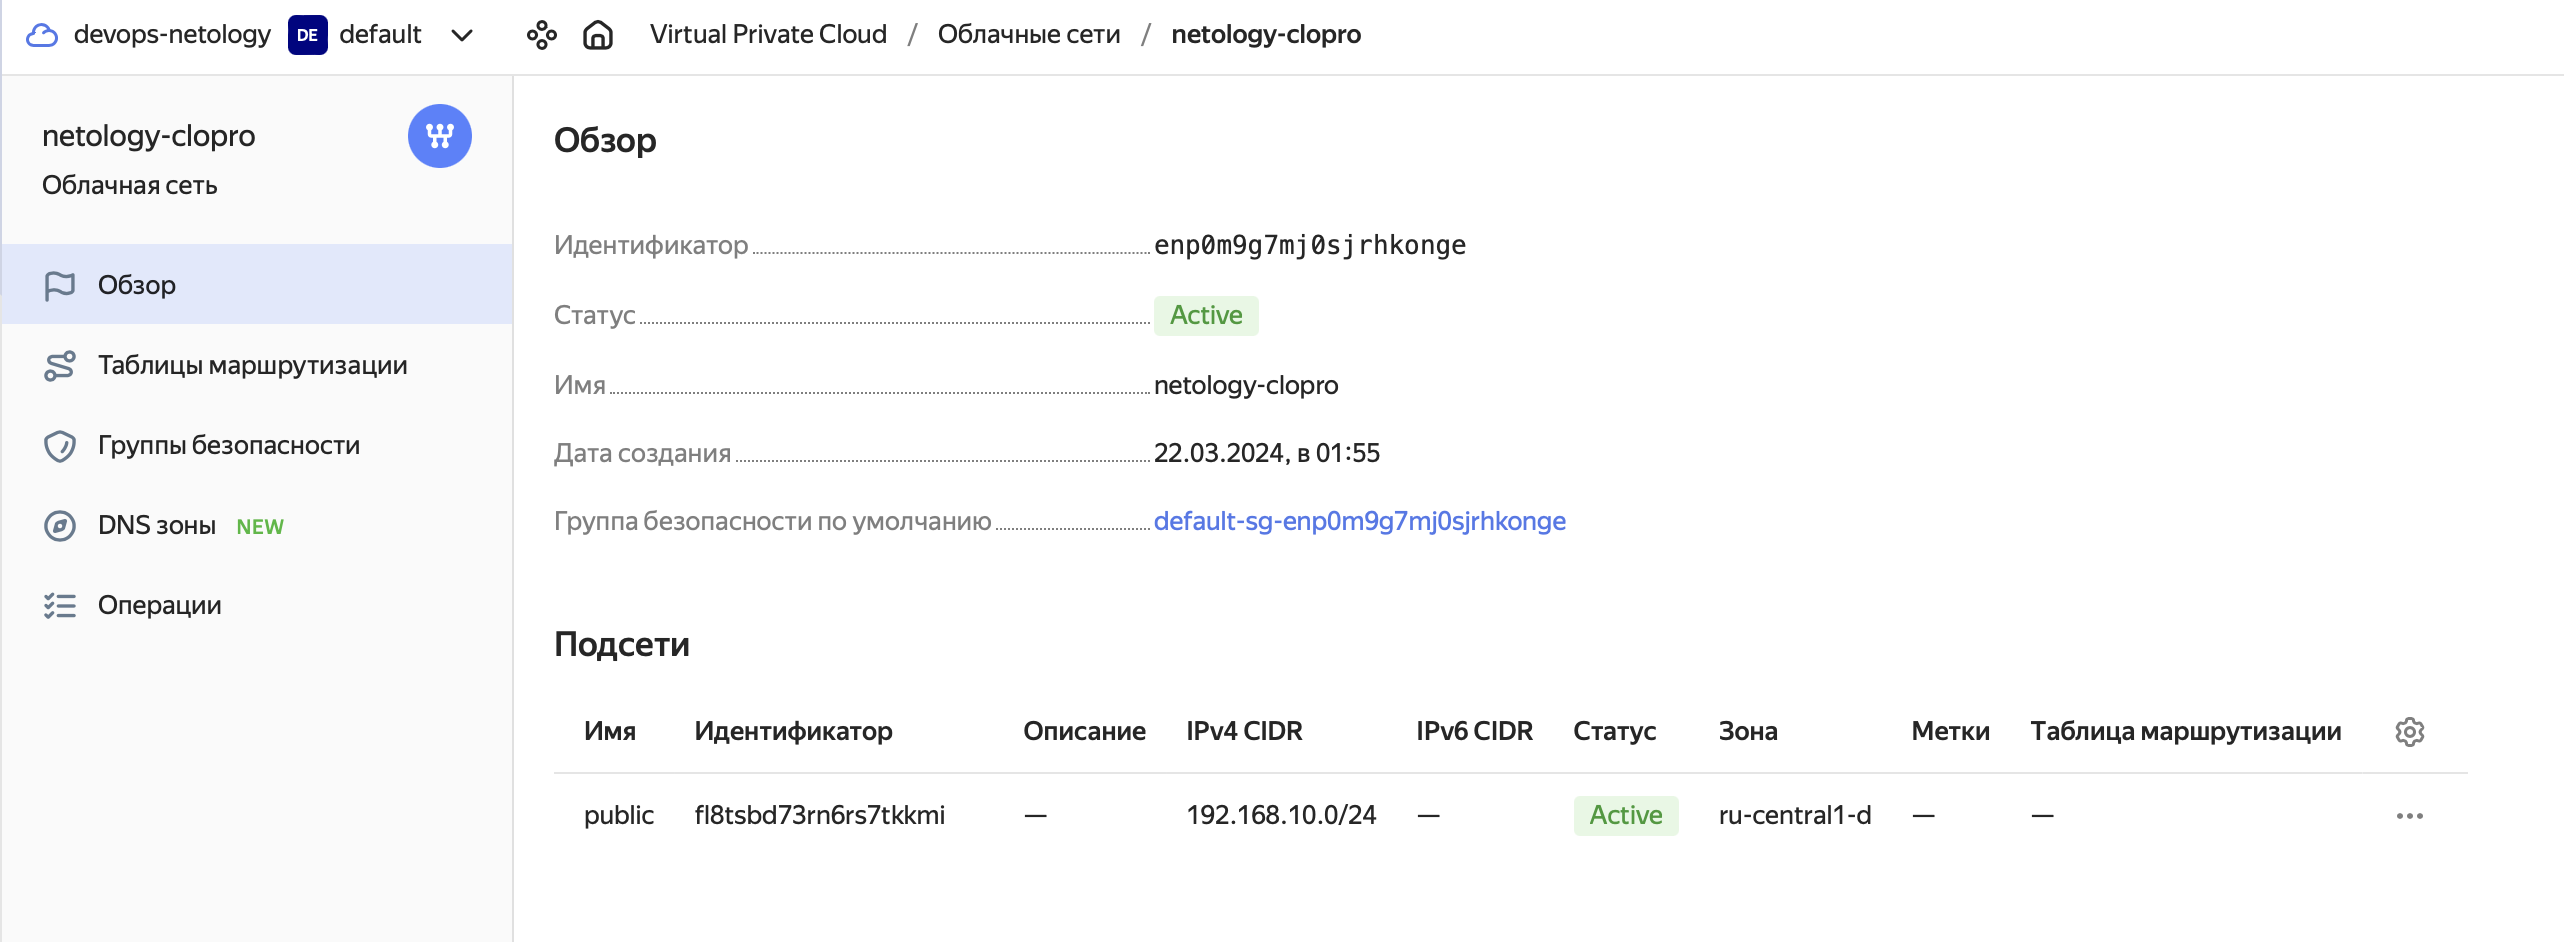 devops-netology DE default Virtual Private Cloud / Облачные сети / netology-clopro
netology-clopro
Облачная сеть
Обзор
Таблицы маршрутизации
Группы безопасности
DNS зоны NEW
Операции
Обзор
Идентификатор enp0m9g7mj0sjrhkonge
Статус Active
Имя netology-clopro
Дата создания 22.03.2024, в 01:55
Группа безопасности по умолчанию default-sg-enp0m9g7mj0sjrhkonge
Подсети
Имя Идентификатор Описание IPv4 CIDR IPv6 CIDR Статус Зона Метки Таблица маршрутизации
public fl8tsbd73rn6rs7tkkmi — 192.168.10.0/24 — Active ru-central1-d — —